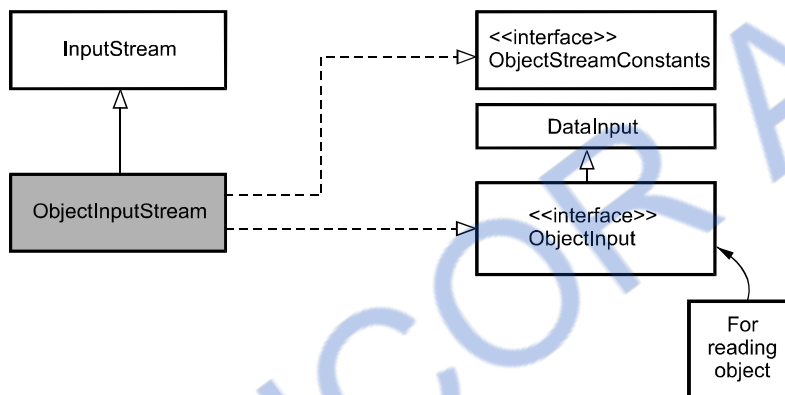 InputStream
<<interface>>
ObjectStreamConstants
DataInput
ObjectInputStream
<<interface>>
ObjectInput
For
reading
object